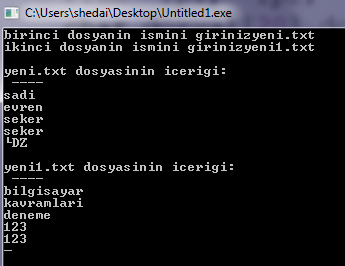 C:\Users\shedai\Desktop\Untitled1.exe
birinci dosyanin ismini girinizyeni.txt
ikinci dosyanin ismini girinizyeni1.txt
yeni.txt dosyasinin icerigi:
----
sadi
evren
seker
seker
└DZ
yeni1.txt dosyasinin icerigi:
----
bilgisayar
kavramlari
deneme
123
123
_